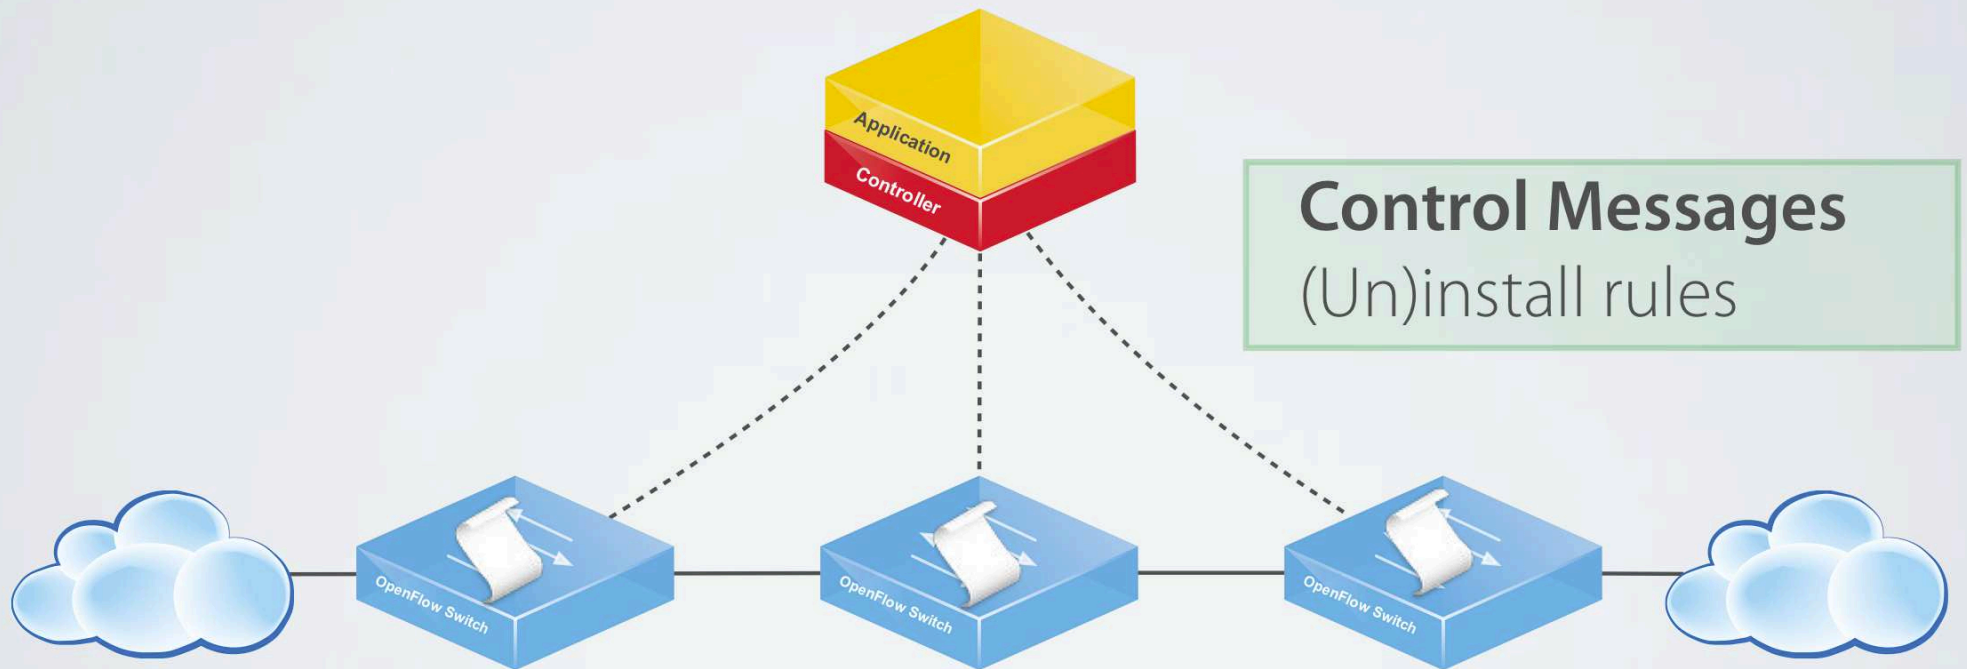 Application
Controller
Control Messages
(Un)install rules
OpenFlow Switch
OpenFlow Switch
OpenFlow Switch